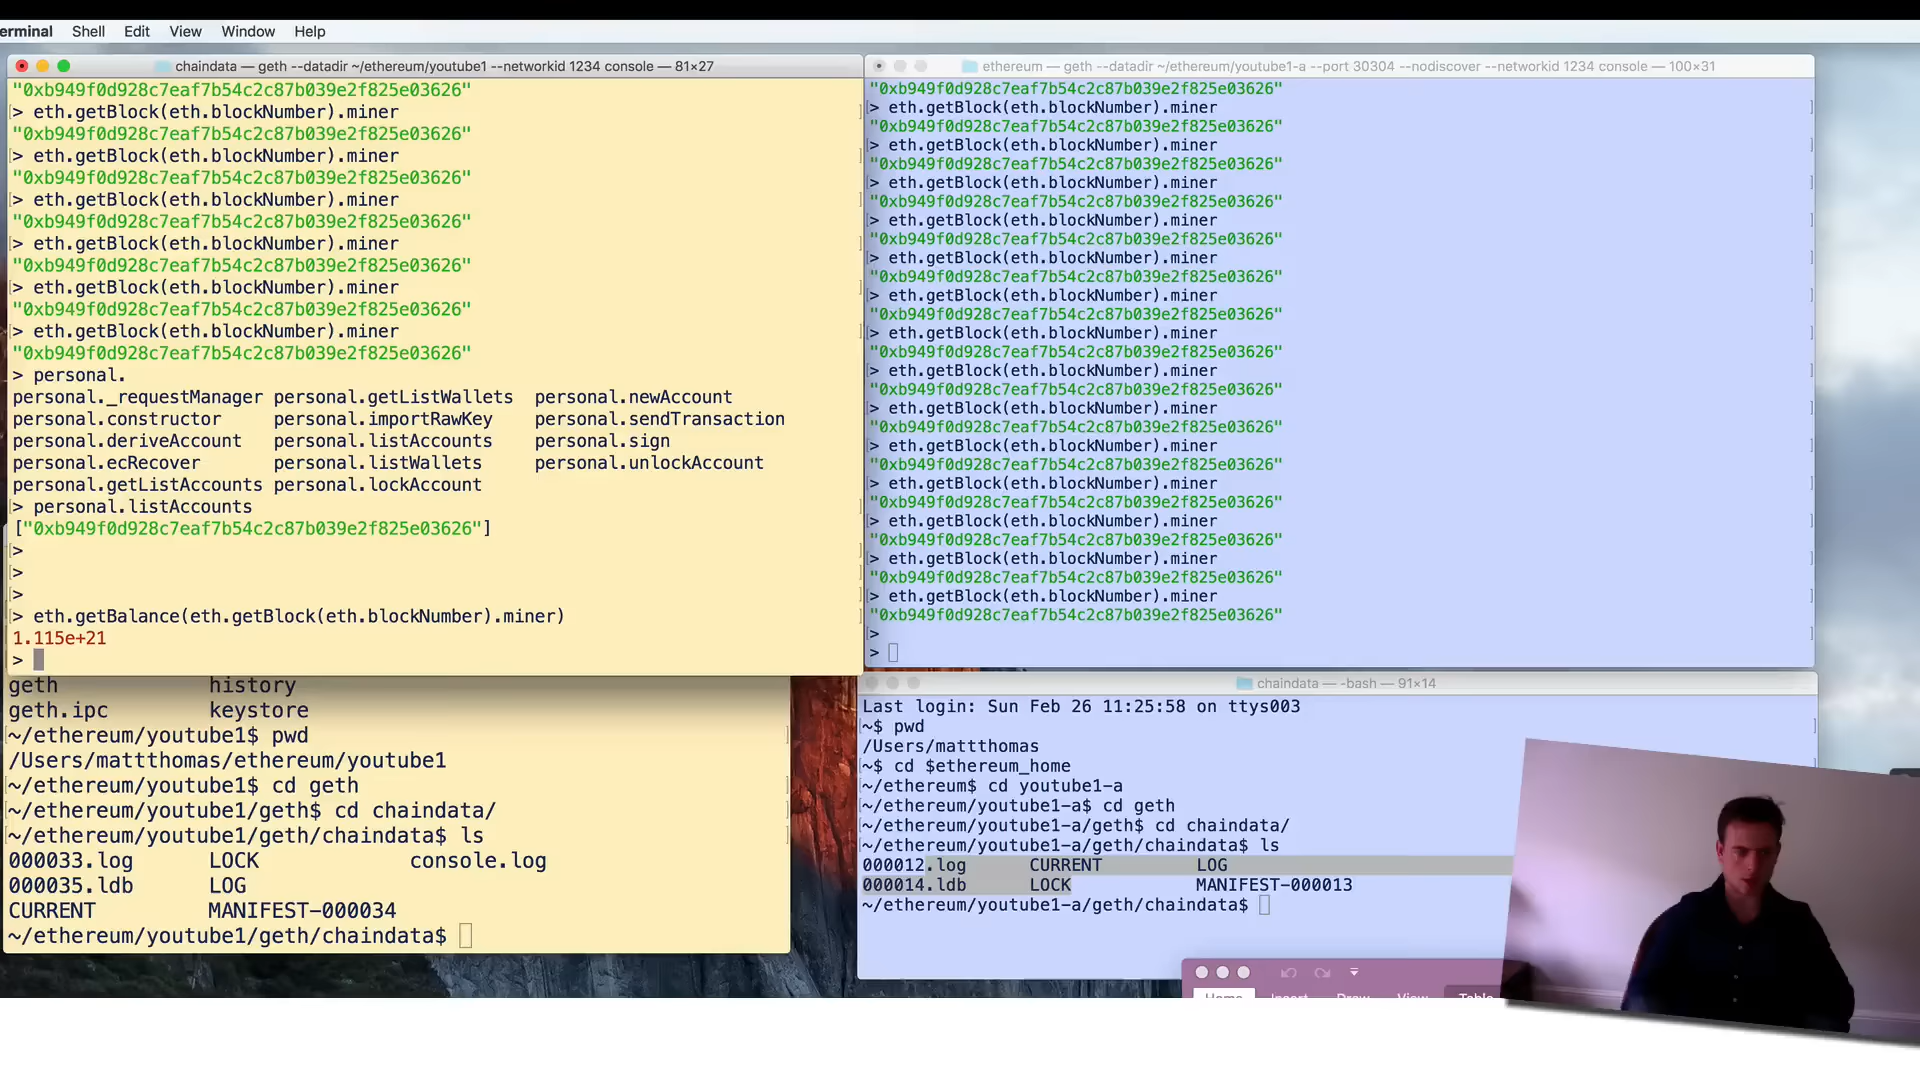 erminal Shell Edit View Window Help
chaindata — geth --datadir ~/ethereum/youtube1 --networkid 1234 console — 81×27
"0xb949f0d928c7eaf7b54c2c87b039e2f825e03626"
> eth.getBlock(eth.blockNumber).miner
"0xb949f0d928c7eaf7b54c2c87b039e2f825e03626"
> eth.getBlock(eth.blockNumber).miner
"0xb949f0d928c7eaf7b54c2c87b039e2f825e03626"
> eth.getBlock(eth.blockNumber).miner
"0xb949f0d928c7eaf7b54c2c87b039e2f825e03626"
> eth.getBlock(eth.blockNumber).miner
"0xb949f0d928c7eaf7b54c2c87b039e2f825e03626"
> eth.getBlock(eth.blockNumber).miner
"0xb949f0d928c7eaf7b54c2c87b039e2f825e03626"
> eth.getBlock(eth.blockNumber).miner
"0xb949f0d928c7eaf7b54c2c87b039e2f825e03626"
> personal.
personal._requestManager personal.getListWallets personal.newAccount
personal.constructor personal.importRawKey personal.sendTransaction
personal.deriveAccount personal.listAccounts personal.sign
personal.ecRecover personal.listWallets personal.unlockAccount
personal.getListAccounts personal.lockAccount
> personal.listAccounts
["0xb949f0d928c7eaf7b54c2c87b039e2f825e03626"]
>
>
>
> eth.getBalance(eth.getBlock(eth.blockNumber).miner)
1.115e+21
>
ethereum — geth --datadir ~/ethereum/youtube1-a --port 30304 --nodiscover --networkid 1234 console — 100×31
"0xb949f0d928c7eaf7b54c2c87b039e2f825e03626"
> eth.getBlock(eth.blockNumber).miner
"0xb949f0d928c7eaf7b54c2c87b039e2f825e03626"
> eth.getBlock(eth.blockNumber).miner
"0xb949f0d928c7eaf7b54c2c87b039e2f825e03626"
> eth.getBlock(eth.blockNumber).miner
"0xb949f0d928c7eaf7b54c2c87b039e2f825e03626"
> eth.getBlock(eth.blockNumber).miner
"0xb949f0d928c7eaf7b54c2c87b039e2f825e03626"
> eth.getBlock(eth.blockNumber).miner
"0xb949f0d928c7eaf7b54c2c87b039e2f825e03626"
> eth.getBlock(eth.blockNumber).miner
"0xb949f0d928c7eaf7b54c2c87b039e2f825e03626"
> eth.getBlock(eth.blockNumber).miner
"0xb949f0d928c7eaf7b54c2c87b039e2f825e03626"
> eth.getBlock(eth.blockNumber).miner
"0xb949f0d928c7eaf7b54c2c87b039e2f825e03626"
> eth.getBlock(eth.blockNumber).miner
"0xb949f0d928c7eaf7b54c2c87b039e2f825e03626"
> eth.getBlock(eth.blockNumber).miner
"0xb949f0d928c7eaf7b54c2c87b039e2f825e03626"
> eth.getBlock(eth.blockNumber).miner
"0xb949f0d928c7eaf7b54c2c87b039e2f825e03626"
> eth.getBlock(eth.blockNumber).miner
"0xb949f0d928c7eaf7b54c2c87b039e2f825e03626"
> eth.getBlock(eth.blockNumber).miner
"0xb949f0d928c7eaf7b54c2c87b039e2f825e03626"
> eth.getBlock(eth.blockNumber).miner
"0xb949f0d928c7eaf7b54c2c87b039e2f825e03626"
>
>
geth history
geth.ipc keystore
~/ethereum/youtube1$ pwd
/Users/mattthomas/ethereum/youtube1
~/ethereum/youtube1$ cd geth
~/ethereum/youtube1/geth$ cd chaindata/
~/ethereum/youtube1/geth/chaindata$ ls
000033.log LOCK console.log
000035.ldb LOG
CURRENT MANIFEST-000034
~/ethereum/youtube1/geth/chaindata$
chaindata — -bash — 91×14
Last login: Sun Feb 26 11:25:58 on ttys003
~$ pwd
/Users/mattthomas
~$ cd $ethereum_home
~/ethereum$ cd youtube1-a
~/ethereum/youtube1-a$ cd geth
~/ethereum/youtube1-a/geth$ cd chaindata/
~/ethereum/youtube1-a/geth/chaindata$ ls
000012.log CURRENT LOG
000014.ldb LOCK MANIFEST-000013
~/ethereum/youtube1-a/geth/chaindata$
Home Insert Draw View Table